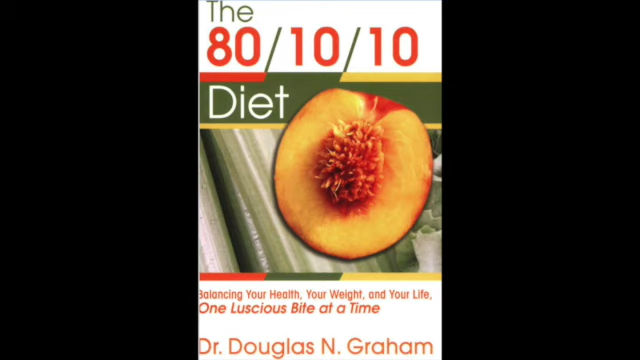 The
80/10/10
Diet
Balancing Your Health, Your Weight, and Your Life,
One Luscious Bite at a Time
Dr. Douglas N. Graham